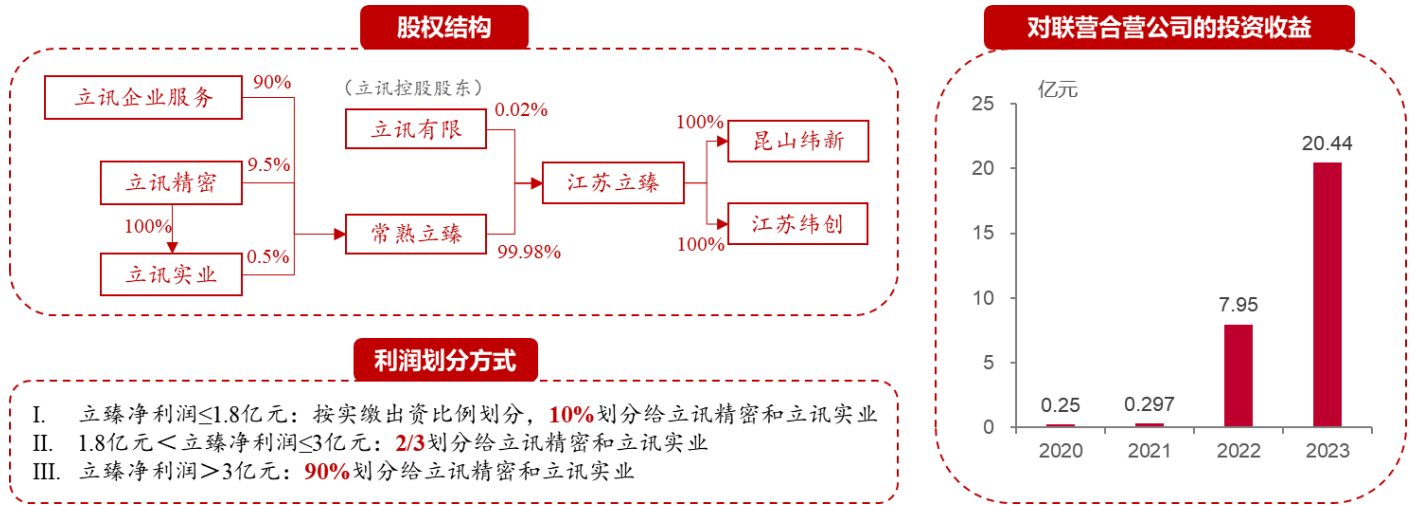 股权结构
立讯企业服务
90%
立讯精密
9.5%
100%
立讯实业
0.5%
（立讯控股股东）
立讯有限
0.02%
常熟立臻
99.98%
江苏立臻
100%
昆山纬新
100%
江苏纬创
利润划分方式
I. 立臻净利润≤1.8亿元：按实缴出资比例划分，10%划分给立讯精密和立讯实业
II. 1.8亿元＜立臻净利润≤3亿元：2/3划分给立讯精密和立讯实业
III. 立臻净利润＞3亿元：90%划分给立讯精密和立讯实业
对联营合营公司的投资收益
亿元
25
20
15
10
5
0
0.25
0.297
7.95
20.44
2020
2021
2022
2023